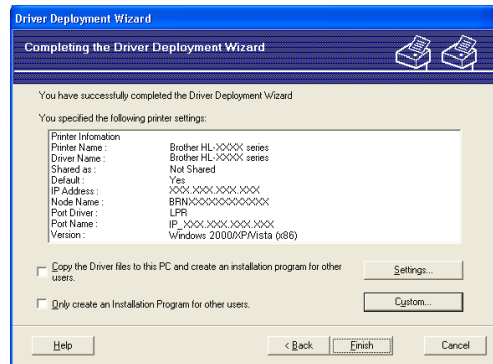 Driver Deployment Wizard
Completing the Driver Deployment Wizard
You have successfully completed the Driver Deployment Wizard
You specified the following printer settings:
Printer Infomation
Printer Name : Brother HL-XXXX series
Driver Name : Brother HL-XXXX series
Shared as : Not Shared
Default : Yes
IP Address : XXX.XXX.XXX.XXX
Node Name : BRNXXXXXXXXXXXX
Port Driver : LPR
Port Name : IP_XXX.XXX.XXX.XXX
Version : Windows 2000/XP/Vista (x86)
Copy the Driver files to this PC and create an installation program for other
users.
Settings...
Only create an Installation Program for other users.
Custom...
Help
< Back
Finish
Cancel